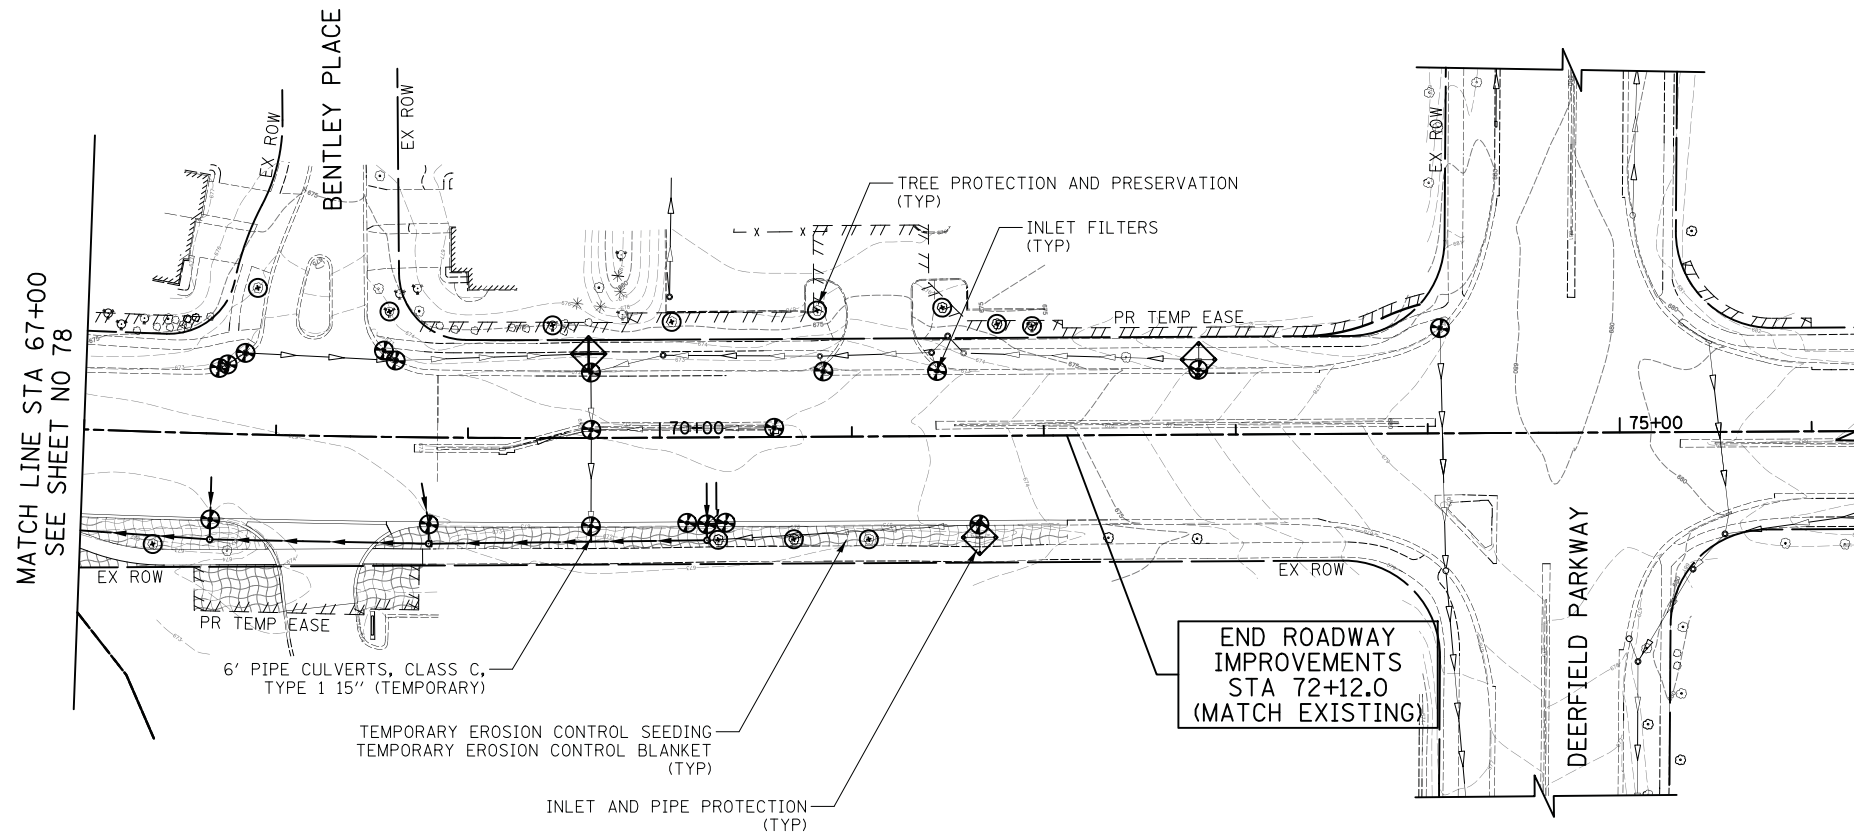 MATCH LINE STA 67+00
SEE SHEET NO 78
BENTLEY PLACE
EX ROW
EX ROW
EX ROW
TREE PROTECTION AND PRESERVATION
(TYP)
INLET FILTERS
(TYP)
PR TEMP EASE
70+00
75+00
EX ROW
PR TEMP EASE
EX ROW
6' PIPE CULVERTS, CLASS C,
TYPE 1 15" (TEMPORARY)
TEMPORARY EROSION CONTROL SEEDING
TEMPORARY EROSION CONTROL BLANKET
(TYP)
INLET AND PIPE PROTECTION
(TYP)
END ROADWAY
IMPROVEMENTS
STA 72+12.0
(MATCH EXISTING)
DEERFIELD PARKWAY